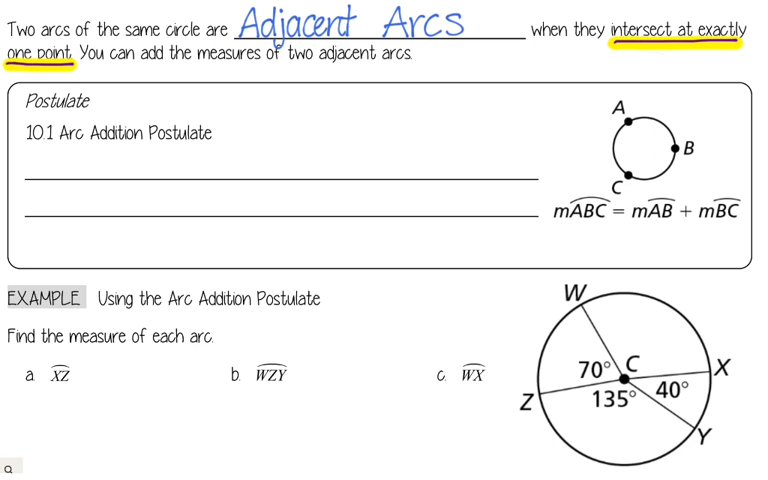 Two arcs of the same circle are Adjacent Arcs when they intersect at exactly
one point. You can add the measures of two adjacent arcs.
Postulate
10.1 Arc Addition Postulate
A
B
C
mABC = mAB + mBC
EXAMPLE Using the Arc Addition Postulate
Find the measure of each arc.
a. XZ b. WZY c. WX
W
70° C X
Z 135° 40°
Y
a